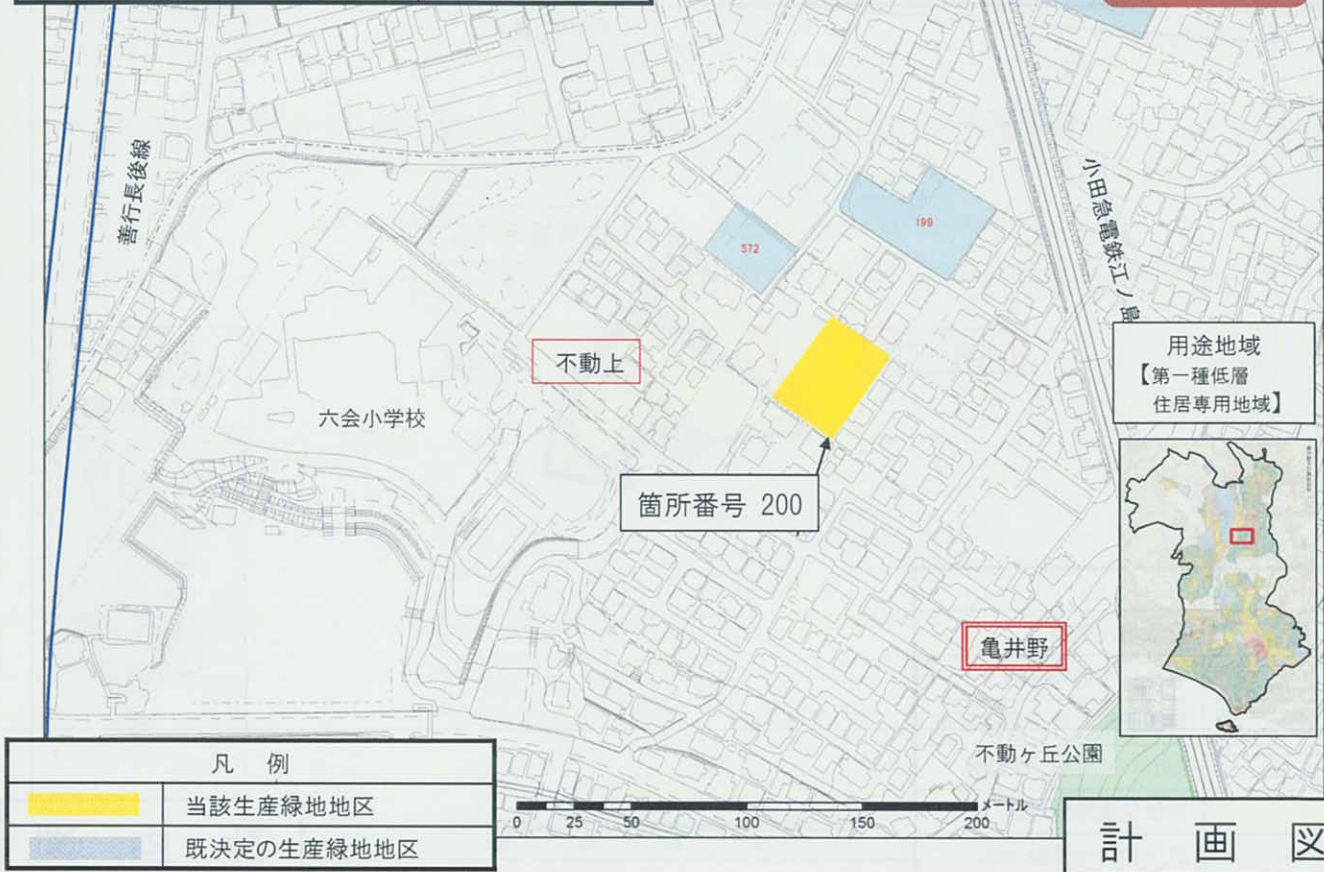 善行長後線
小田急電鉄江ノ島
199
572
用途地域
【第一種低層
住居専用地域】
不動上
六会小学校
箇所番号 200
亀井野
不動ヶ丘公園
凡 例
当該生産緑地地区
既決定の生産緑地地区
メートル
0 25 50 100 150 200
計 画 図